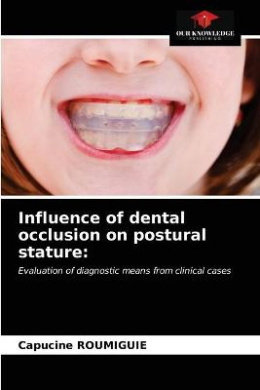 OUR KNOWLEDGE
PUBLISHING
Influence of dental
occlusion on postural
stature:
Evaluation of diagnostic means from clinical cases
Capucine ROUMIGUIE